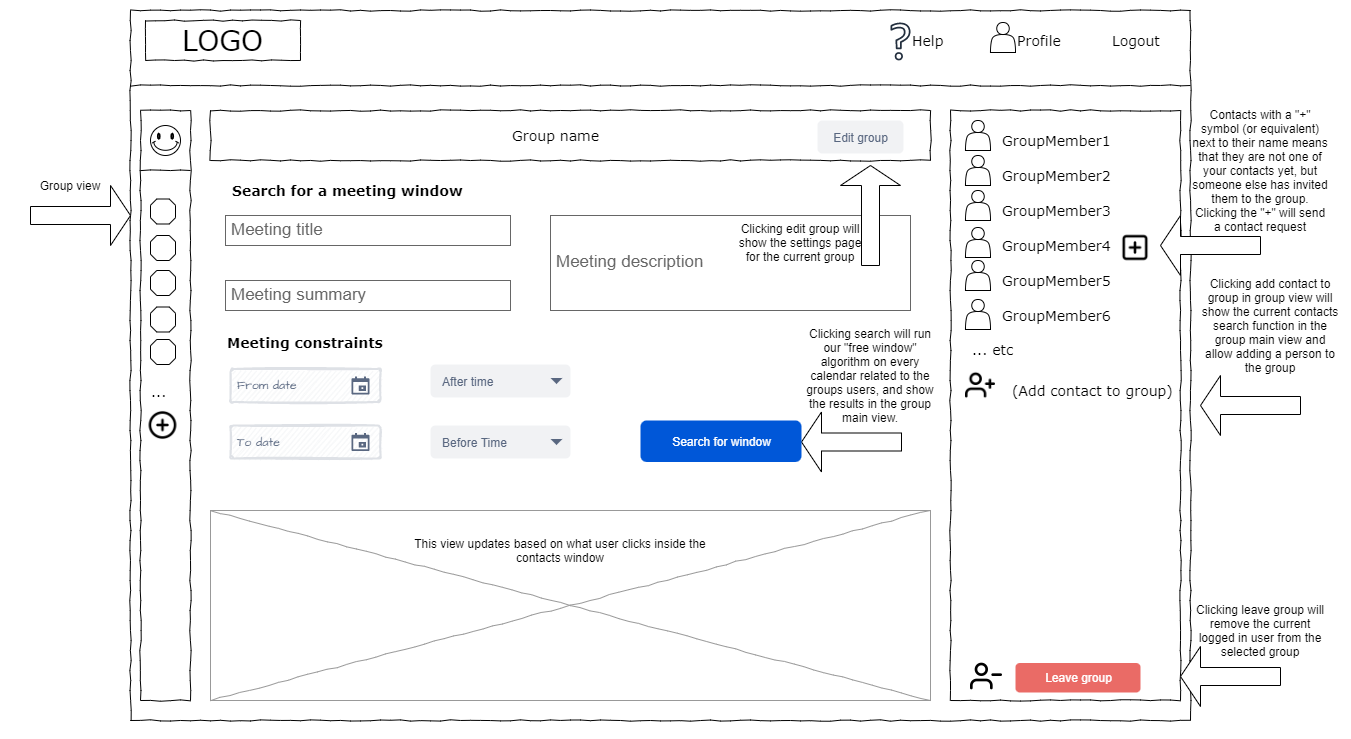 LOGO
Help
Profile
Logout
Group view
Group name
Edit group
Search for a meeting window
Meeting title
Meeting summary
Clicking edit group will
show the settings page
for the current group
Meeting description
Meeting constraints
From date
After time
To date
Before Time
Clicking search will run
our "free window"
algorithm on every
calendar related to the
groups users, and show
the results in the group
main view.
Search for window
This view updates based on what user clicks inside the
contacts window
...
GroupMember1
GroupMember2
GroupMember3
GroupMember4
GroupMember5
GroupMember6
... etc
(Add contact to group)
Leave group
Contacts with a "+"
symbol (or equivalent)
next to their name means
that they are not one of
your contacts yet, but
someone else has invited
them to the group.
Clicking the "+" will send
a contact request
Clicking add contact to
group in group view will
show the current contacts
search function in the
group main view and
allow adding a person to
the group
Clicking leave group will
remove the current
logged in user from the
selected group